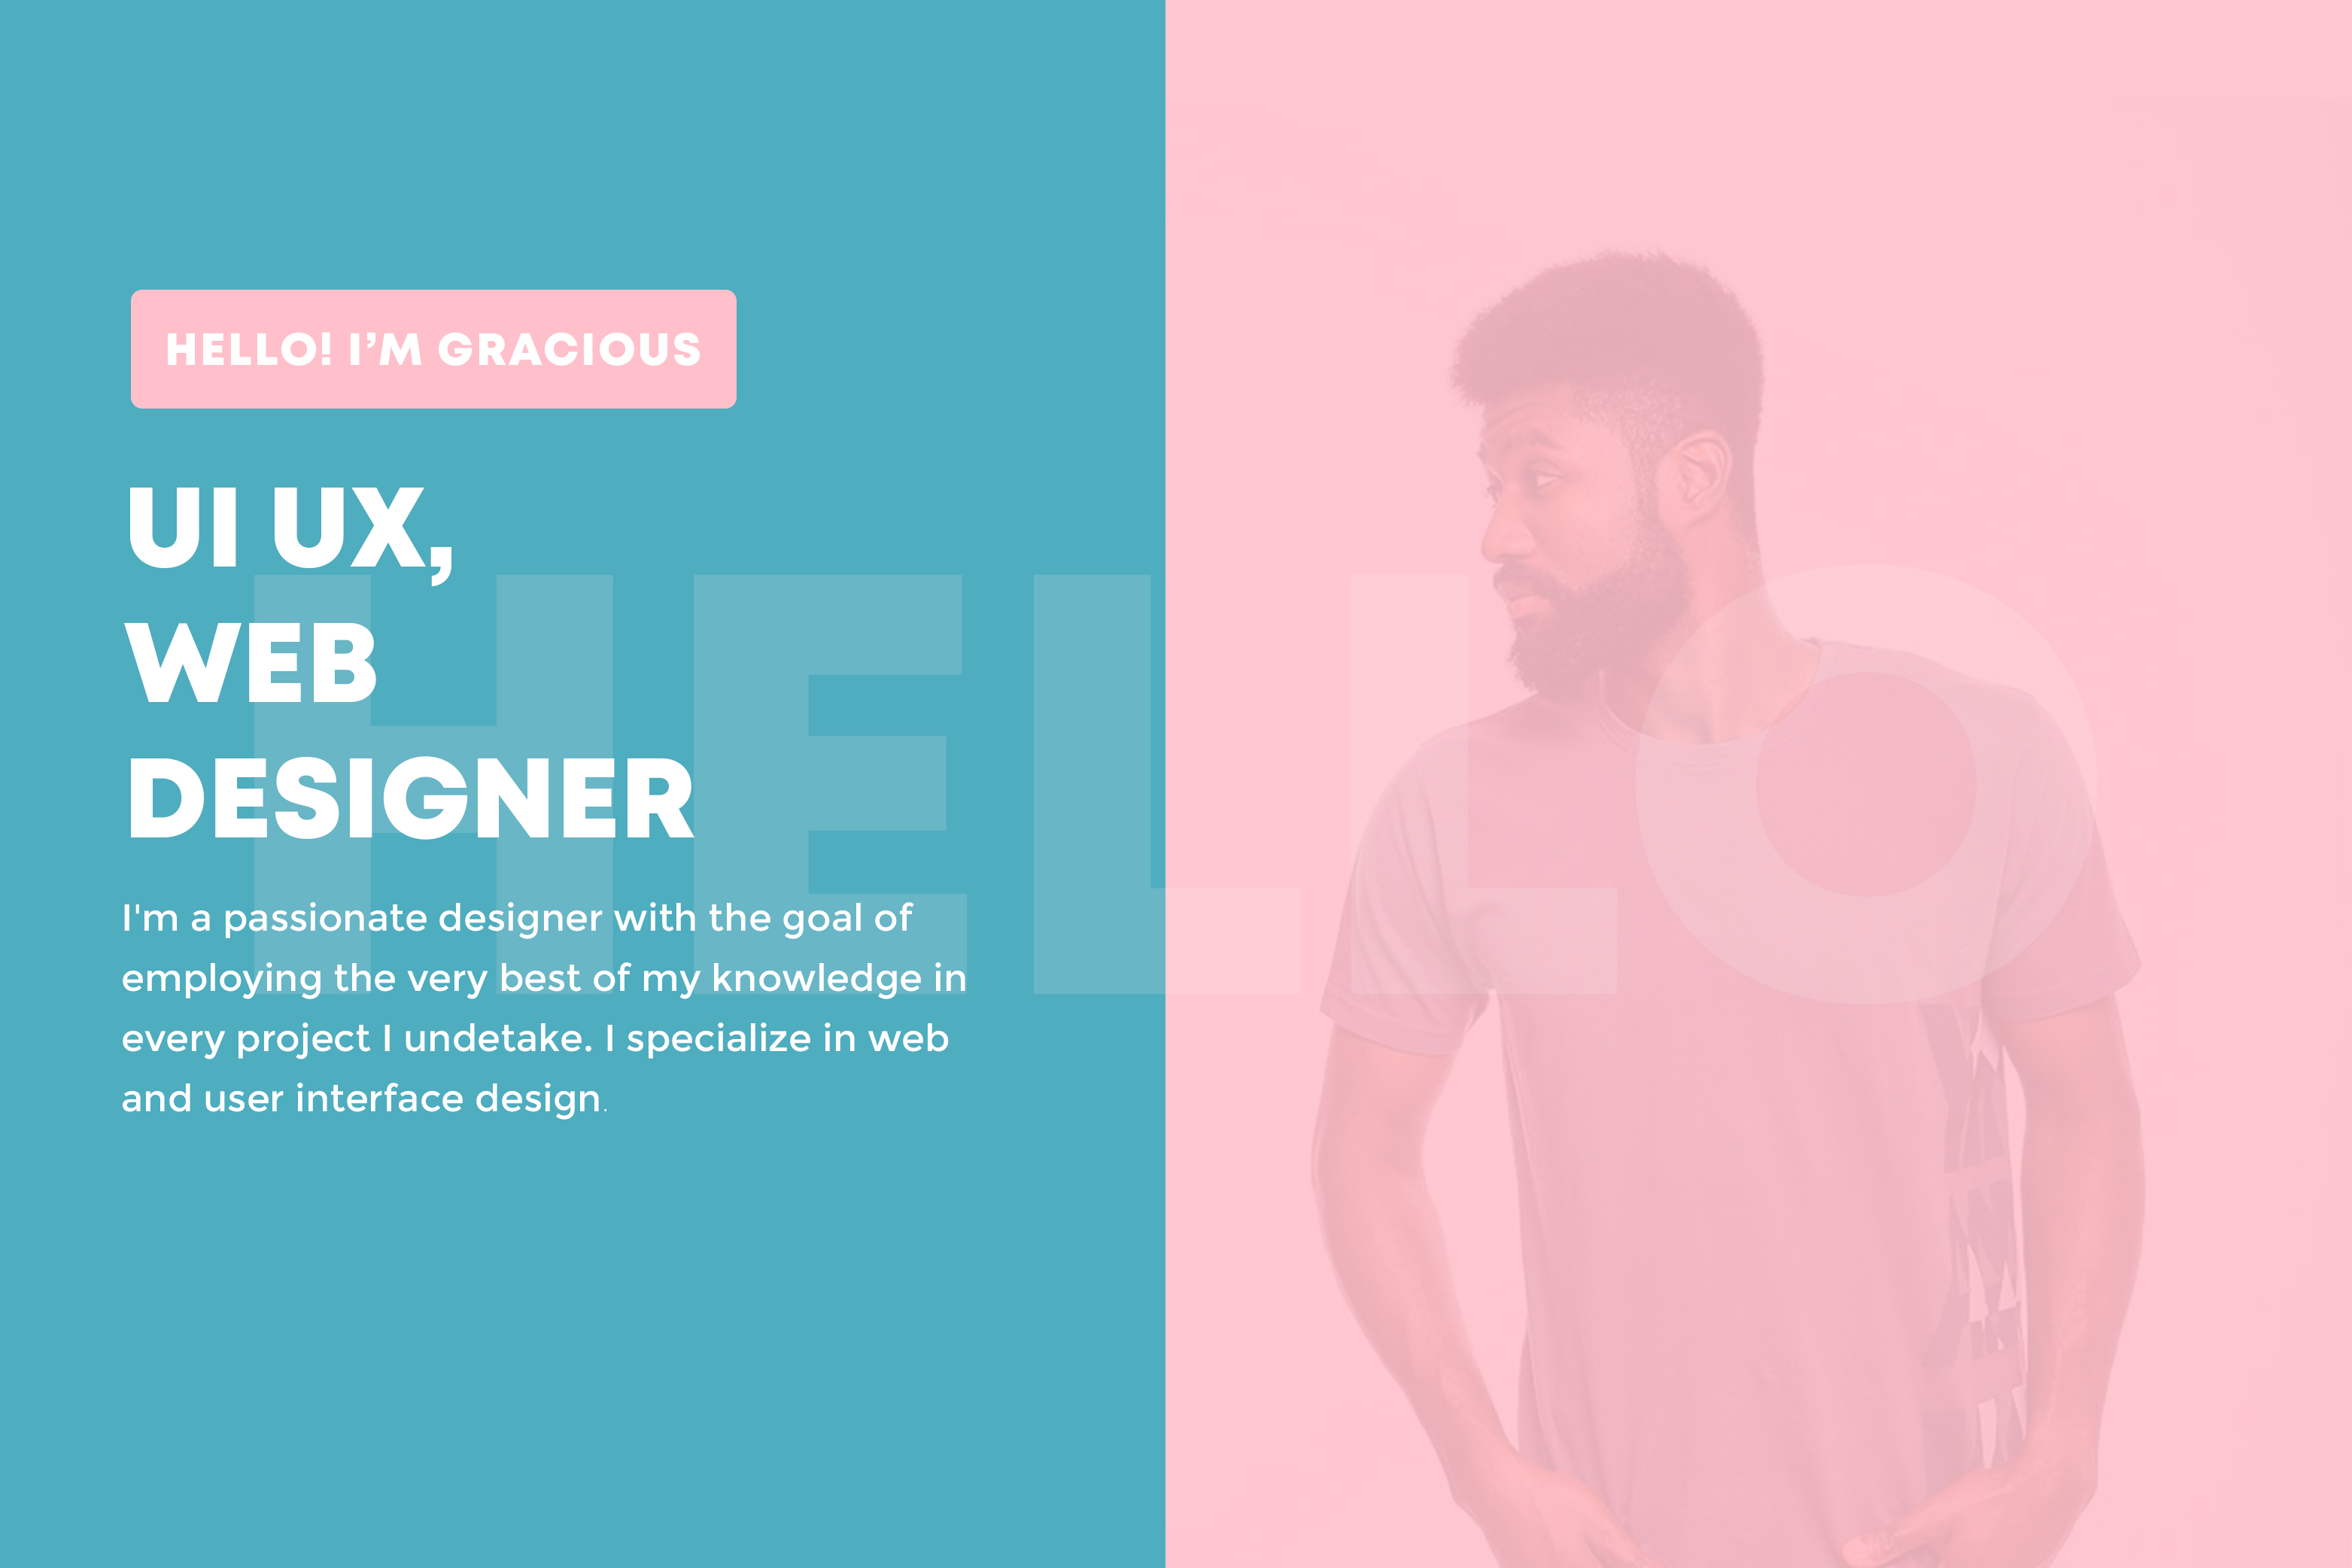 HELLO! I’M GRACIOUS
UI UX,
WEB
DESIGNER
HELLO
I'm a passionate designer with the goal of
employing the very best of my knowledge in
every project I undetake. I specialize in web
and user interface design.